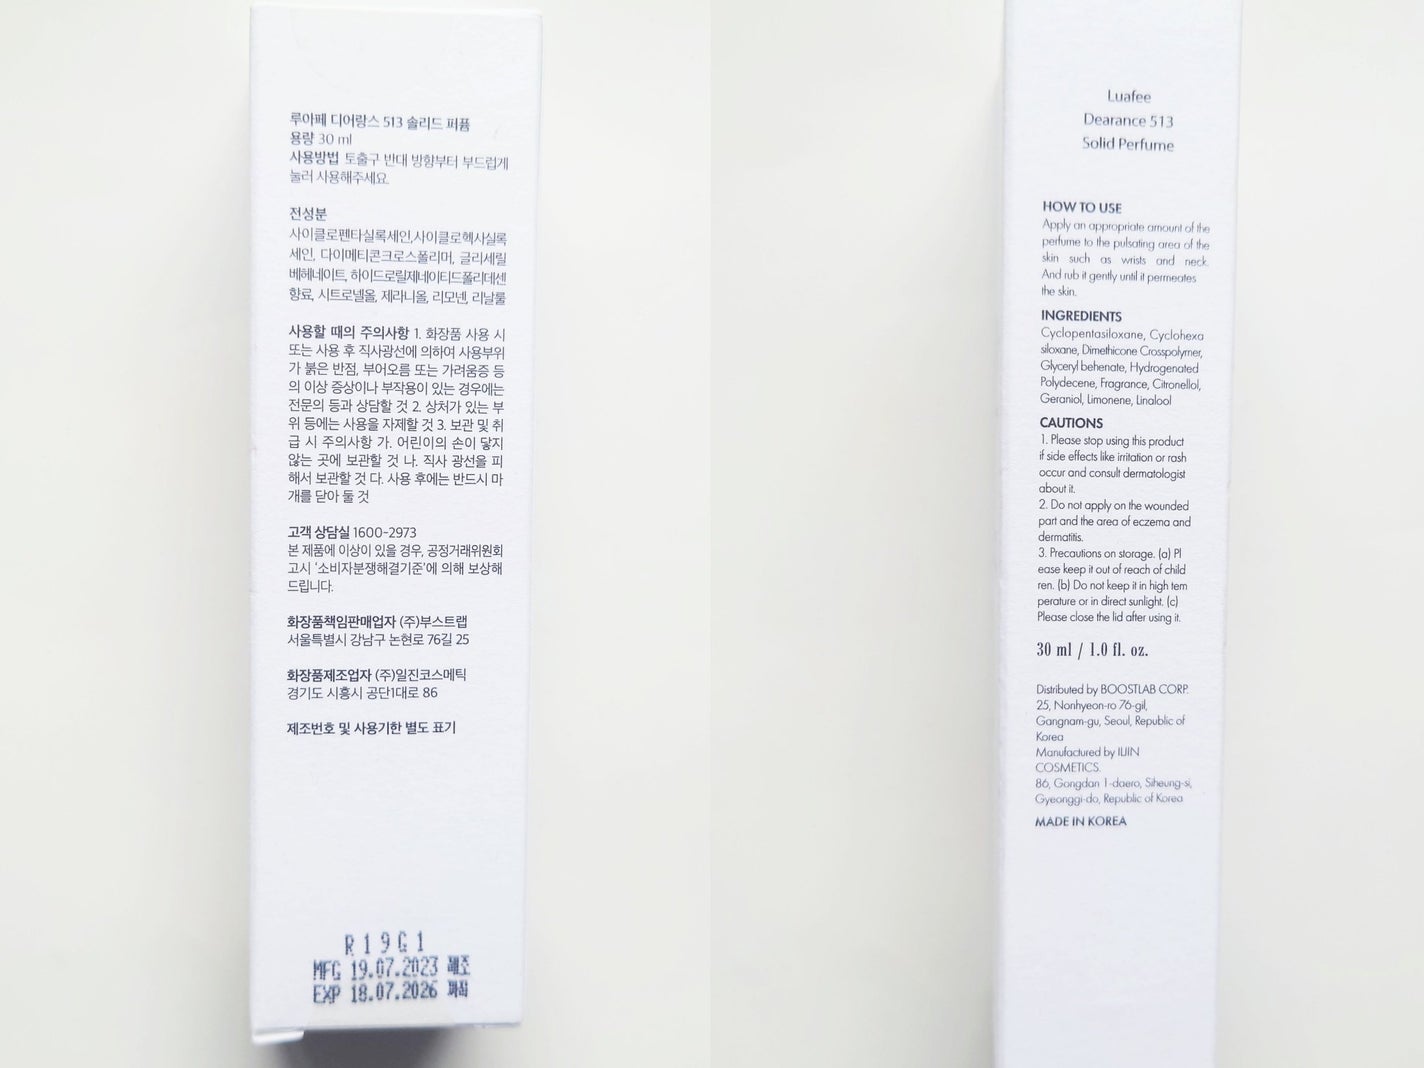 루아페 디어랑스 513 솔리드 퍼퓸
용량 30 ml
사용방법 토출구 반대 방향부터 부드럽게
눌러 사용해주세요.
전성분
사이클로펜타실록세인,사이클로헥사실록
세인, 다이메티콘크로스폴리머, 글리세릴
베헤네이트, 하이드로릴제네이티드폴리데센
향료, 시트로넬올, 제라니올, 리모넨, 리날룰
사용할 때의 주의사항 1. 화장품 사용 시
또는 사용 후 직사광선에 의하여 사용부위
가 붉은 반점, 부어오름 또는 가려움증 등
의 이상 증상이나 부작용이 있는 경우에는
전문의 등과 상담할 것 2. 상처가 있는 부
위 등에는 사용을 자제할 것 3. 보관 및 취
급 시 주의사항 가. 어린이의 손이 닿지
않는 곳에 보관할 것 나. 직사 광선을 피
해서 보관할 것 다. 사용 후에는 반드시 마
개를 닫아 둘 것
고객 상담실 1600-2973
본 제품에 이상이 있을 경우, 공정거래위원회
고시 '소비자분쟁해결기준'에 의해 보상해
드립니다.
화장품책임판매업자 (주)부스트랩
서울특별시 강남구 논현로 76길 25
화장품제조업자 (주)일진코스메틱
경기도 시흥시 공단1대로 86
제조번호 및 사용기한 별도 표기
R19G1
MFG 19.07.2023 제조
EXP 18.07.2026 까지
Luafee
Dearance 513
Solid Perfume
HOW TO USE
Apply an appropriate amount of the
perfume to the pulsating area of the
skin such as wrists and neck.
And rub it gently until it permeates
the skin.
INGREDIENTS
Cyclopentasiloxane, Cyclohexa
siloxane, Dimethicone Crosspolymer,
Glyceryl behenate, Hydrogenated
Polydecene, Fragrance, Citronellol,
Geraniol, Limonene, Linalool
CAUTIONS
1. Please stop using this product
if side effects like irritation or rash
occur and consult dermatologist
about it.
2. Do not apply on the wounded
part and the area of eczema and
dermatitis.
3. Precautions on storage. (a) Pl
ease keep it out of reach of child
ren. (b) Do not keep it in high tem
perature or in direct sunlight. (c)
Please close the lid after using it.
30 ml / 1.0 fl. oz.
Distributed by BOOSTLAB CORP.
25, Nonhyeon-ro 76-gil,
Gangnam-gu, Seoul, Republic of
Korea
Manufactured by ILJIN
COSMETICS.
86, Gongdan 1-daero, Siheung-si,
Gyeonggi-do, Republic of Korea
MADE IN KOREA